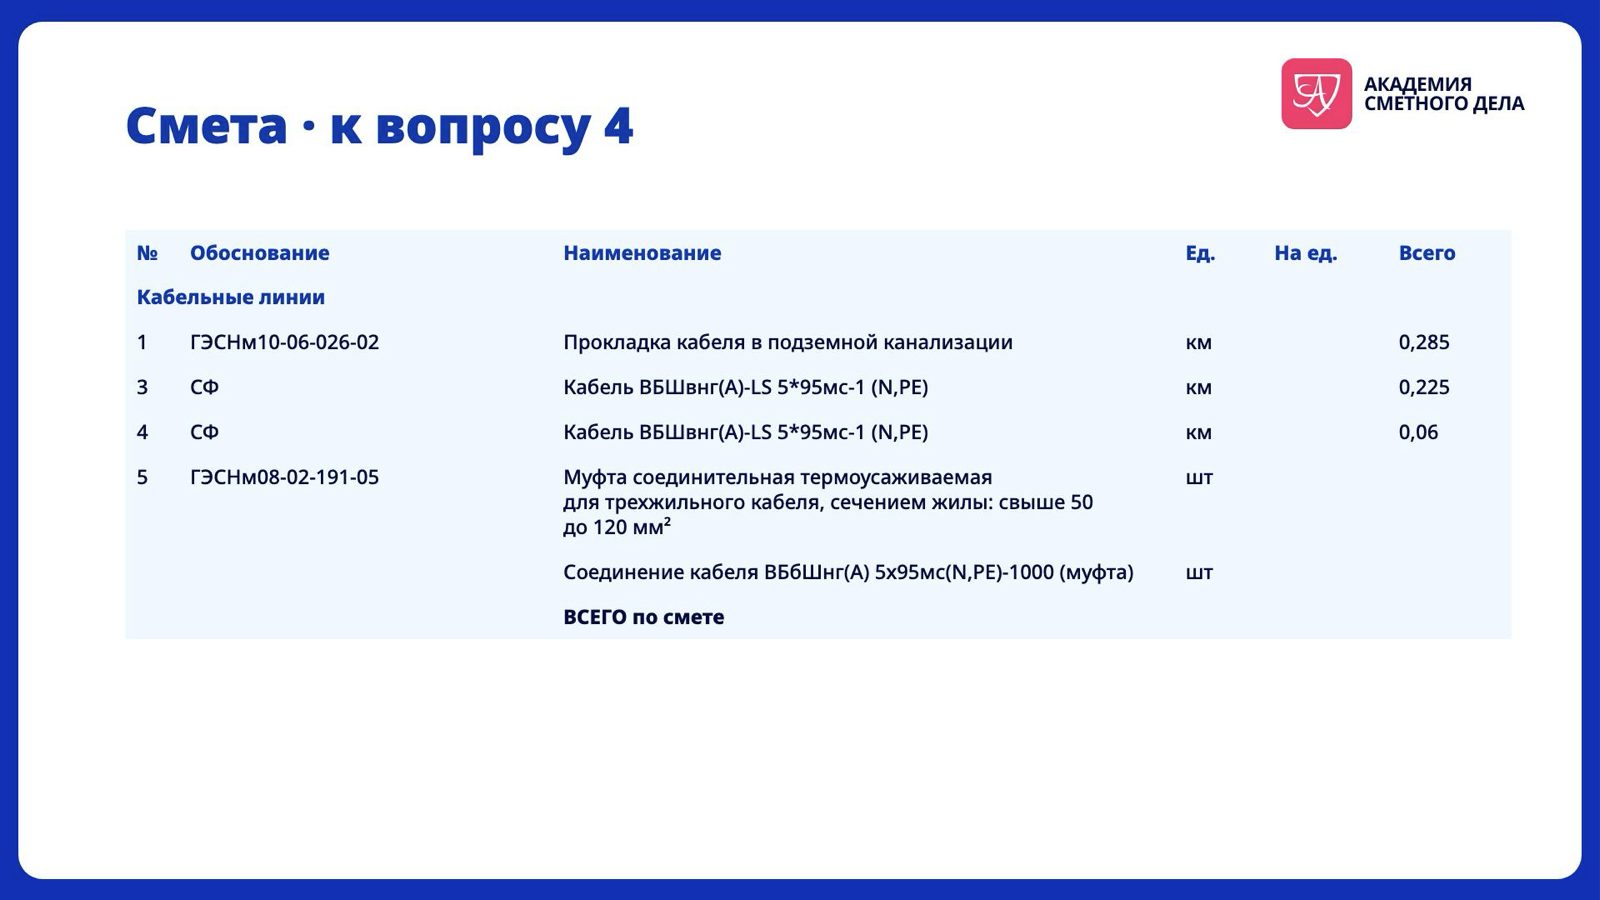 Смета · к вопросу 4
АКАДЕМИЯ
СМЕТНОГО ДЕЛА
№ Обоснование Наименование Ед. На ед. Всего
Кабельные линии
1 ГЭСНм10-06-026-02 Прокладка кабеля в подземной канализации км 0,285
3 СФ Кабель ВБШвнг(А)-LS 5*95мс-1 (N,PE) км 0,225
4 СФ Кабель ВБШвнг(А)-LS 5*95мс-1 (N,PE) км 0,06
5 ГЭСНм08-02-191-05 Муфта соединительная термоусаживаемая шт
для трехжильного кабеля, сечением жилы: свыше 50
до 120 мм²
Соединение кабеля ВБбШнг(А) 5х95мс(N,PE)-1000 (муфта) шт
ВСЕГО по смете